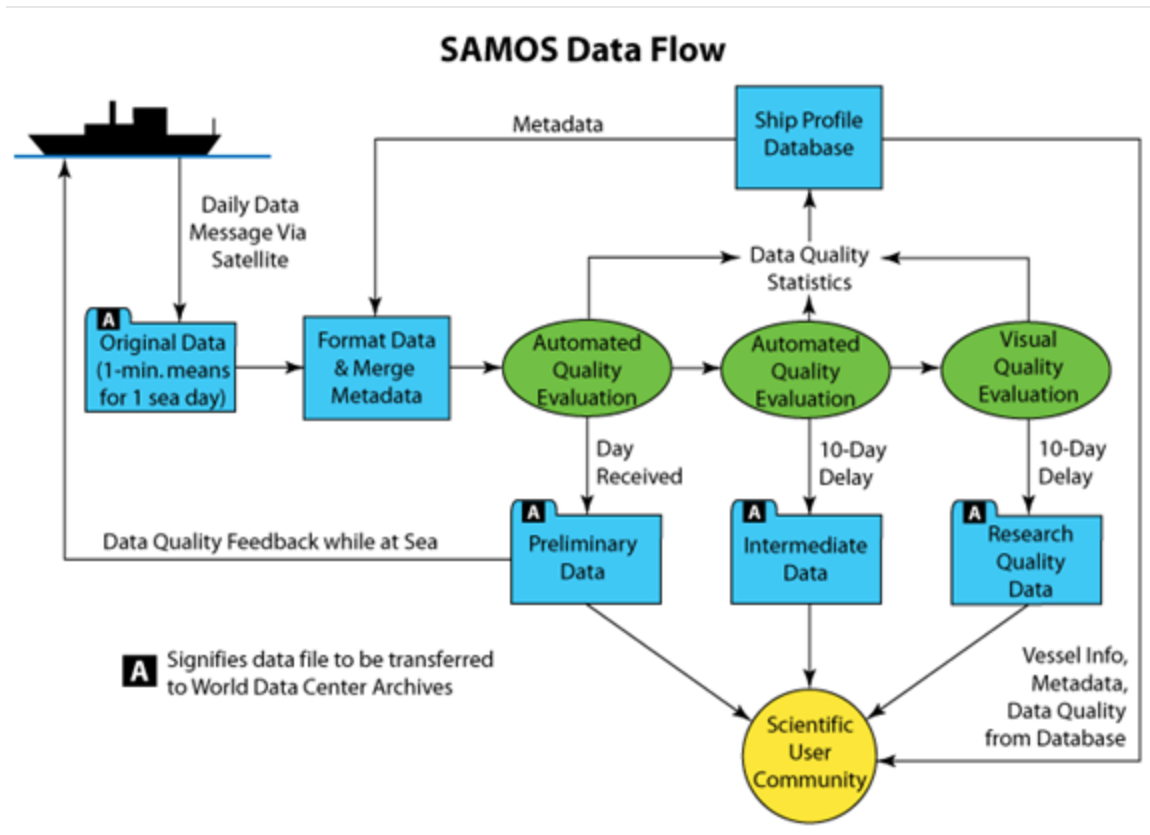 SAMOS Data Flow
Metadata
Ship Profile
Database
Daily Data
Message Via
Satellite
Data Quality
Statistics
A
Original Data
(1-min. means
for 1 sea day)
Format Data
& Merge
Metadata
Automated
Quality
Evaluation
Automated
Quality
Evaluation
Visual
Quality
Evaluation
Day
Received
10-Day
Delay
10-Day
Delay
Data Quality Feedback while at Sea
A
Preliminary
Data
A
Intermediate
Data
A
Research
Quality
Data
A
Signifies data file to be transferred
to World Data Center Archives
Vessel Info,
Metadata,
Data Quality
from Database
Scientific
User
Community